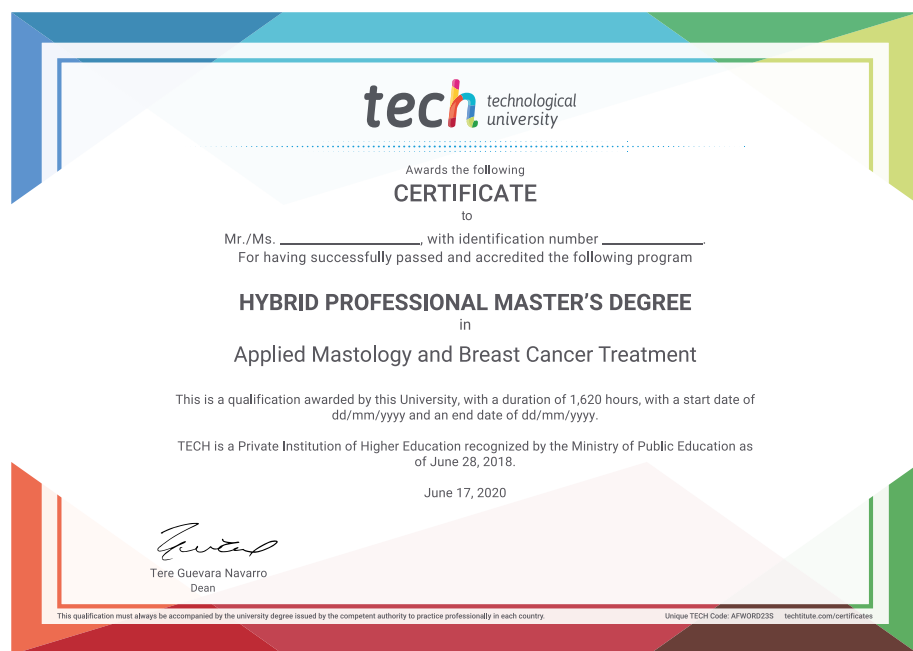 tech technological
university
Awards the following
CERTIFICATE
to
Mr./Ms. ____________________, with identification number ______________.
For having successfully passed and accredited the following program
HYBRID PROFESSIONAL MASTER'S DEGREE
in
Applied Mastology and Breast Cancer Treatment
This is a qualification awarded by this University, with a duration of 1,620 hours, with a start date of
dd/mm/yyyy and an end date of dd/mm/yyyy.
TECH is a Private Institution of Higher Education recognized by the Ministry of Public Education as
of June 28, 2018.
June 17, 2020
Tere Guevara Navarro
Dean
This qualification must always be accompanied by the university degree issued by the competent authority to practice professionally in each country. Unique TECH Code: AFWORD23S techtitute.com/certificates